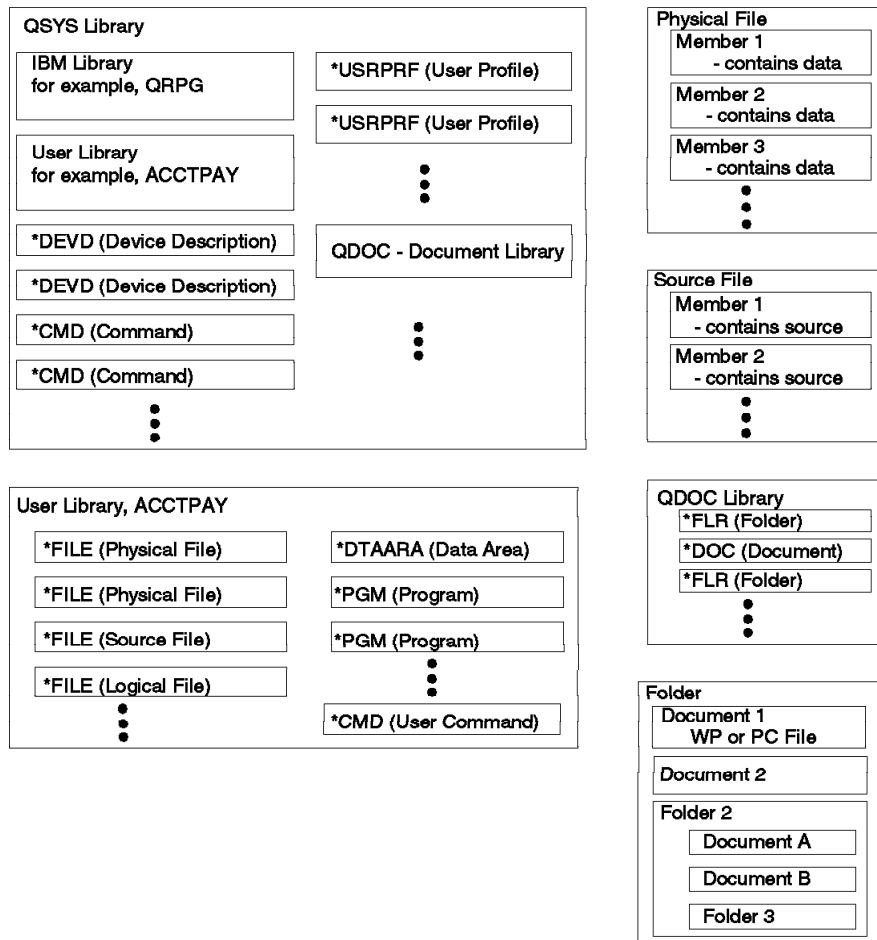 QSYS Library
IBM Library
for example, QRPG
User Library
for example, ACCTPAY
*DEVD (Device Description)
*DEVD (Device Description)
*CMD (Command)
*CMD (Command)
*USRPRF (User Profile)
*USRPRF (User Profile)
QDOC - Document Library
User Library, ACCTPAY
*FILE (Physical File)
*FILE (Physical File)
*FILE (Source File)
*FILE (Logical File)
*DTAARA (Data Area)
*PGM (Program)
*PGM (Program)
*CMD (User Command)
Physical File
Member 1
- contains data
Member 2
- contains data
Member 3
- contains data
Source File
Member 1
- contains source
Member 2
- contains source
QDOC Library
*FLR (Folder)
*DOC (Document)
*FLR (Folder)
Folder
Document 1
WP or PC File
Document 2
Folder 2
Document A
Document B
Folder 3